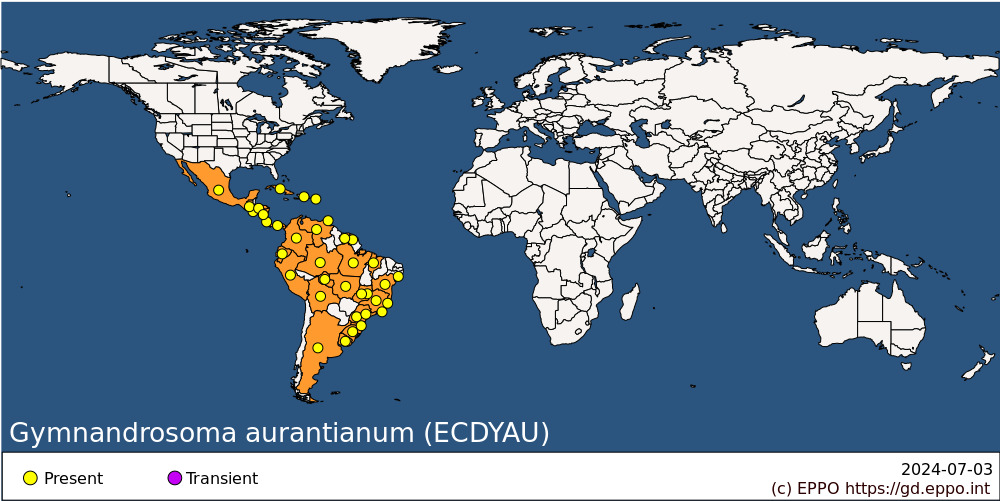 Gymnandrosoma aurantianum (ECDYAU)
Present
Transient
2024-07-03
(c) EPPO https://gd.eppo.int